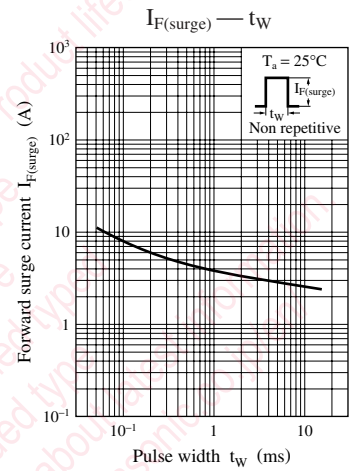 I_F(surge) — t_W
10³
T_a = 25°C
I_F(surge)
t_W
Non repetitive
10²
10
1
10⁻¹
Forward surge current I_F(surge) (A)
10⁻¹ 1 10
Pulse width t_W (ms)